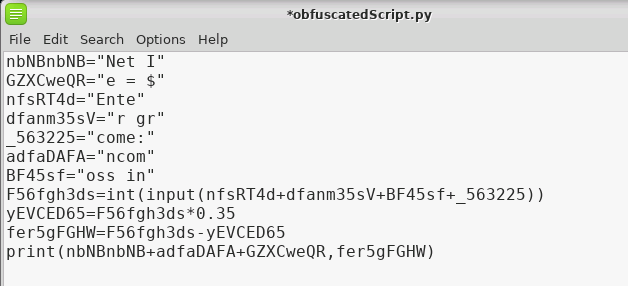 *obfuscatedScript.py
File Edit Search Options Help
nbNBnbNB="Net I"
GZXCweQR="e = $"
nfsRT4d="Ente"
dfanm35sV="r gr"
_563225="come:"
adfaDAFA="ncom"
BF45sf="oss in"
F56fgh3ds=int(input(nfsRT4d+dfanm35sV+BF45sf+_563225))
yEVCED65=F56fgh3ds*0.35
fer5gFGHW=F56fgh3ds-yEVCED65
print(nbNBnbNB+adfaDAFA+GZXCweQR,fer5gFGHW)